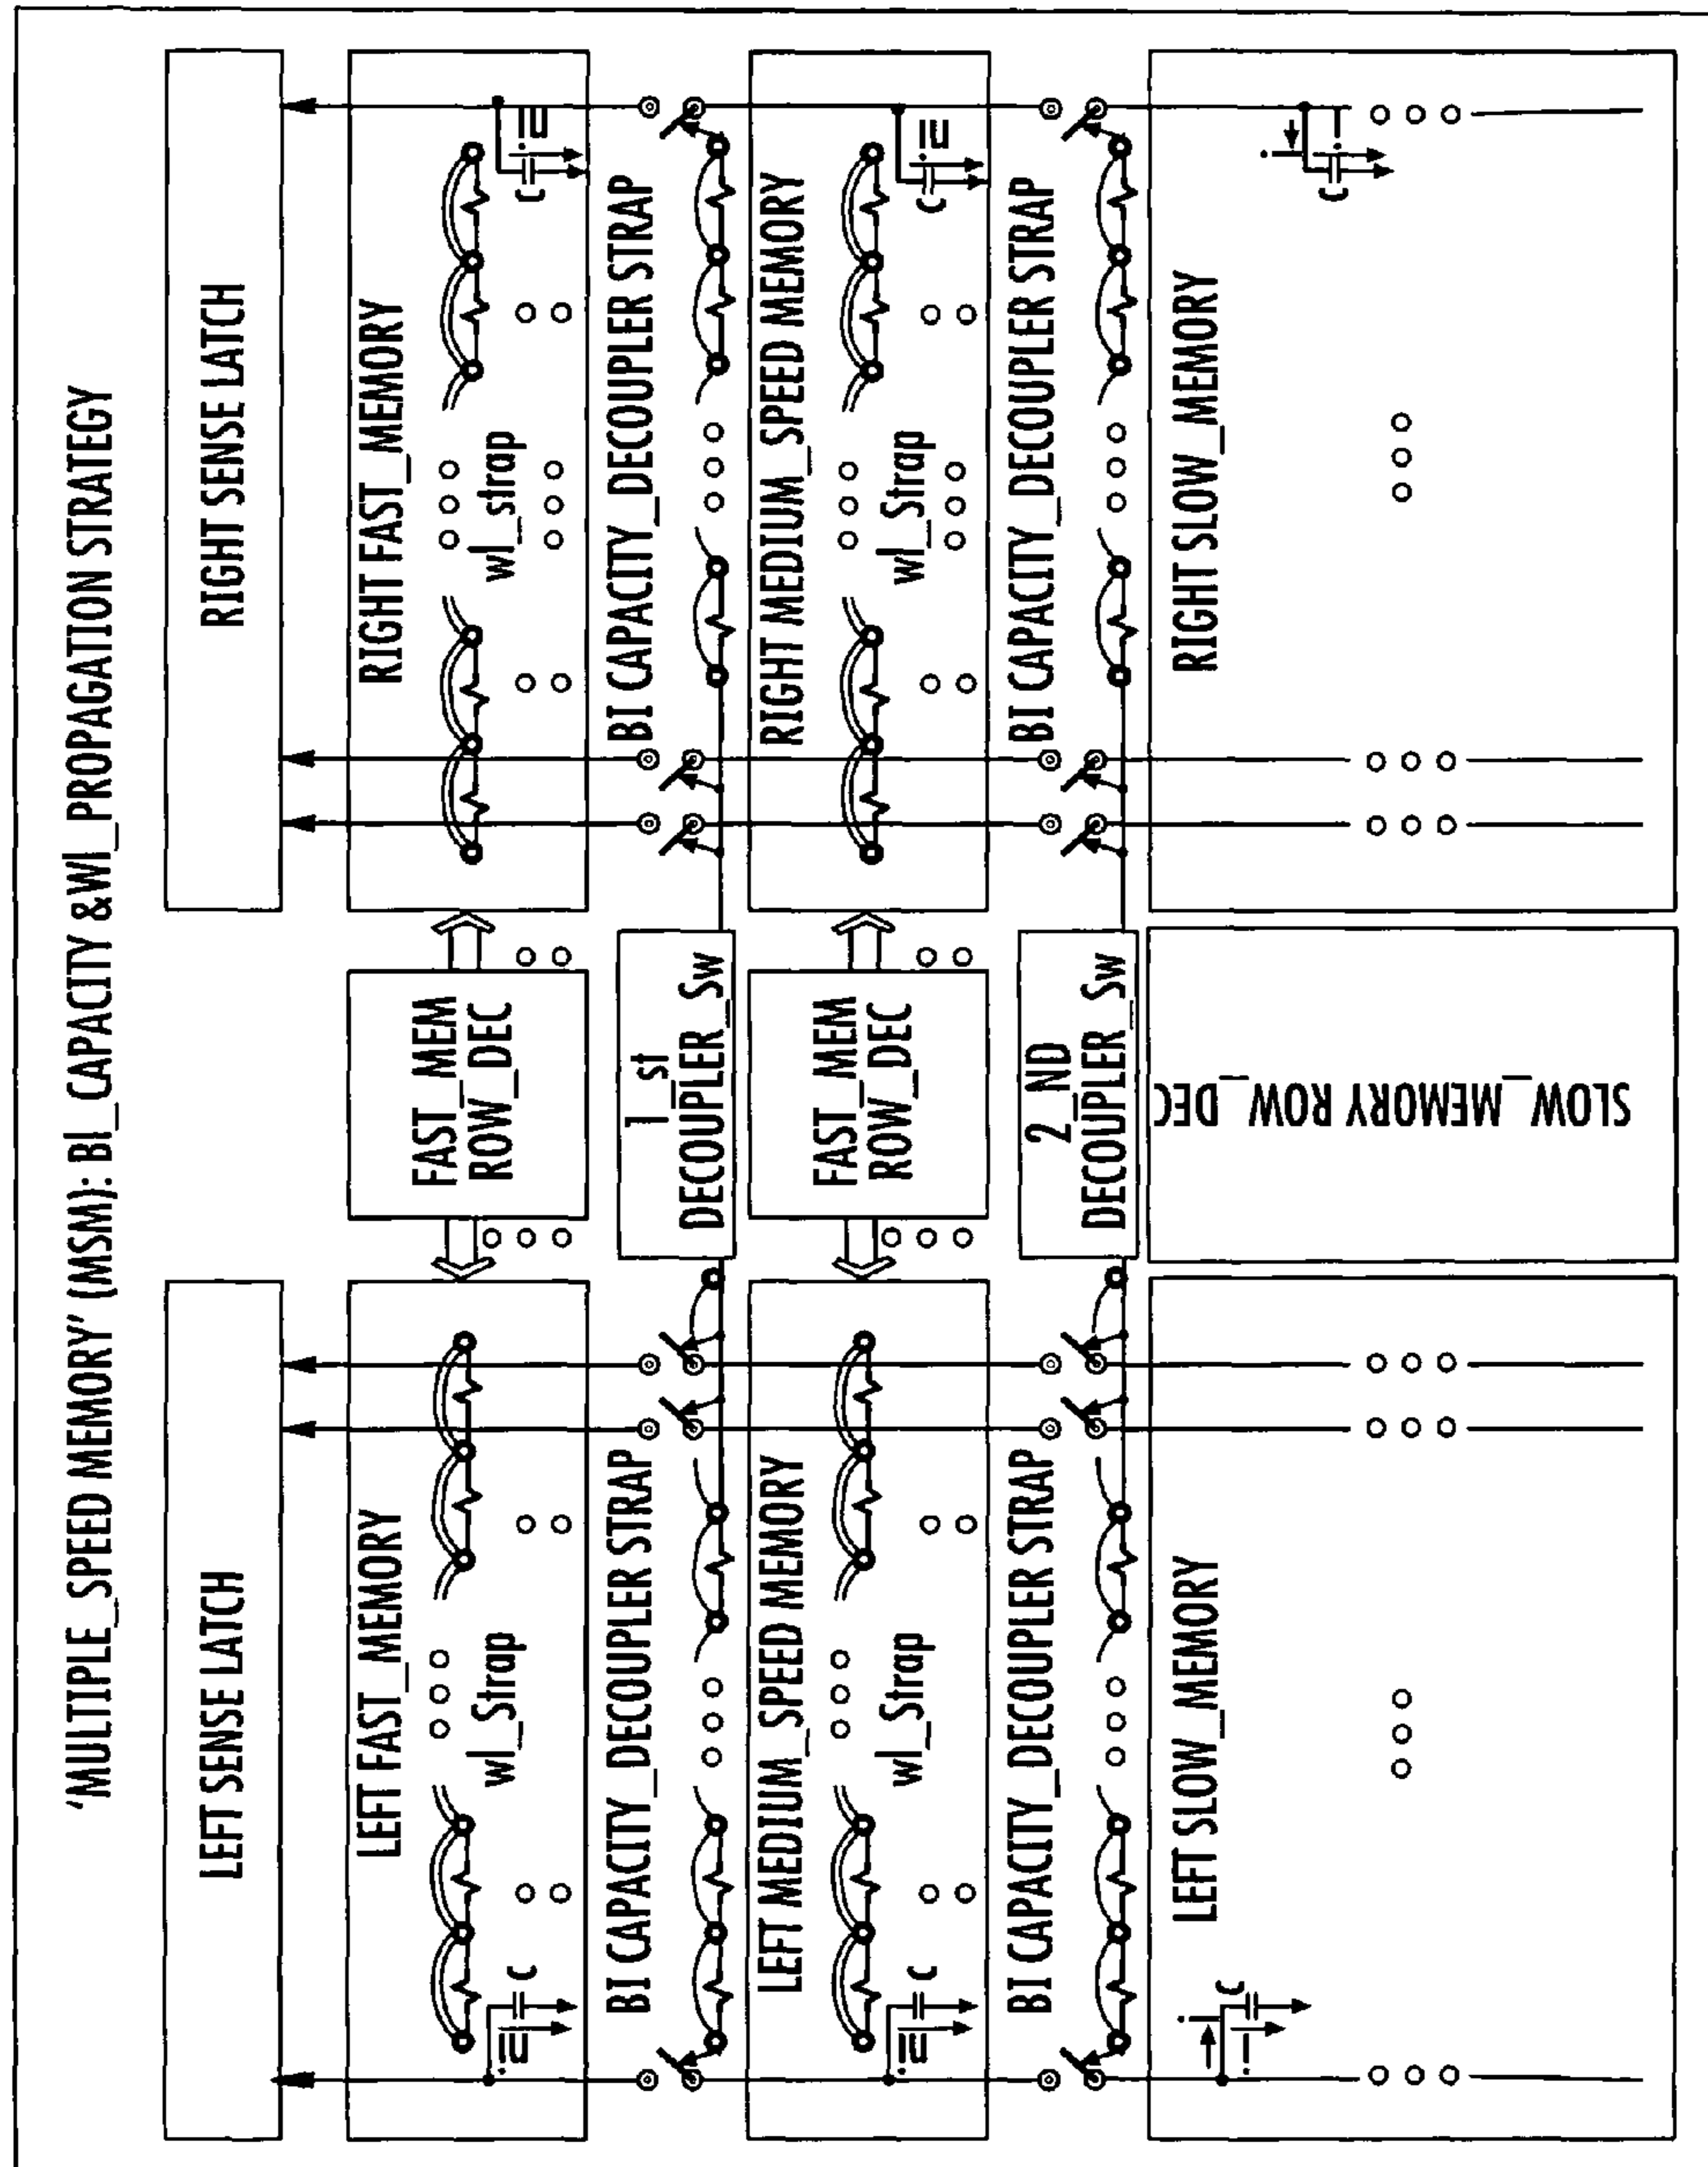 'MULTIPLE_SPEED MEMORY' (MSM): BI_CAPACITY &WI_PROPAGATION STRATEGY
LEFT SENSE LATCH
RIGHT SENSE LATCH
LEFT FAST_MEMORY
wl_Strap
C
FAST_MEM
ROW_DEC
RIGHT FAST_MEMORY
wl_strap
C
BI CAPACITY_DECOUPLER STRAP
1_st
DECOUPLER_Sw
BI CAPACITY_DECOUPLER STRAP
LEFT MEDIUM_SPEED MEMORY
wl_Strap
C
FAST_MEM
ROW_DEC
RIGHT MEDIUM_SPEED MEMORY
wl_Strap
C
BI CAPACITY_DECOUPLER STRAP
2_ND
DECOUPLER_Sw
BI CAPACITY_DECOUPLER STRAP
LEFT SLOW_MEMORY
i
C
i
SLOW_MEMORY ROW_DEC
RIGHT SLOW_MEMORY
i
C
i